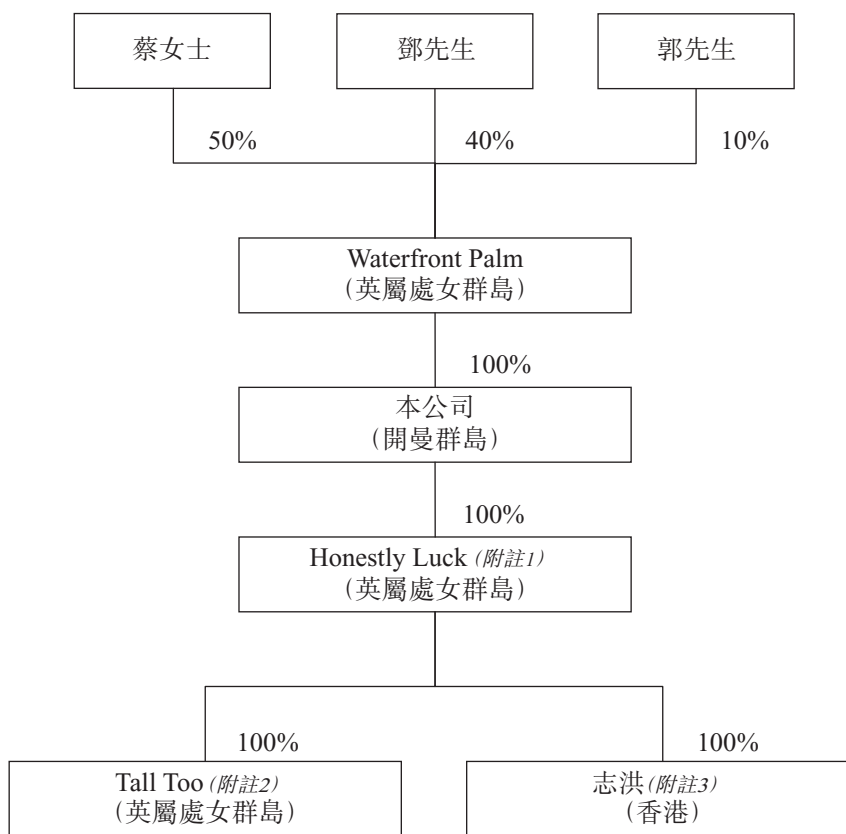 蔡女士
鄧先生
郭先生
50%
40%
10%
Waterfront Palm
(英屬處女群島)
100%
本公司
(開曼群島)
100%
Honestly Luck (附註1)
(英屬處女群島)
100%
100%
Tall Too (附註2)
(英屬處女群島)
志洪(附註3)
(香港)